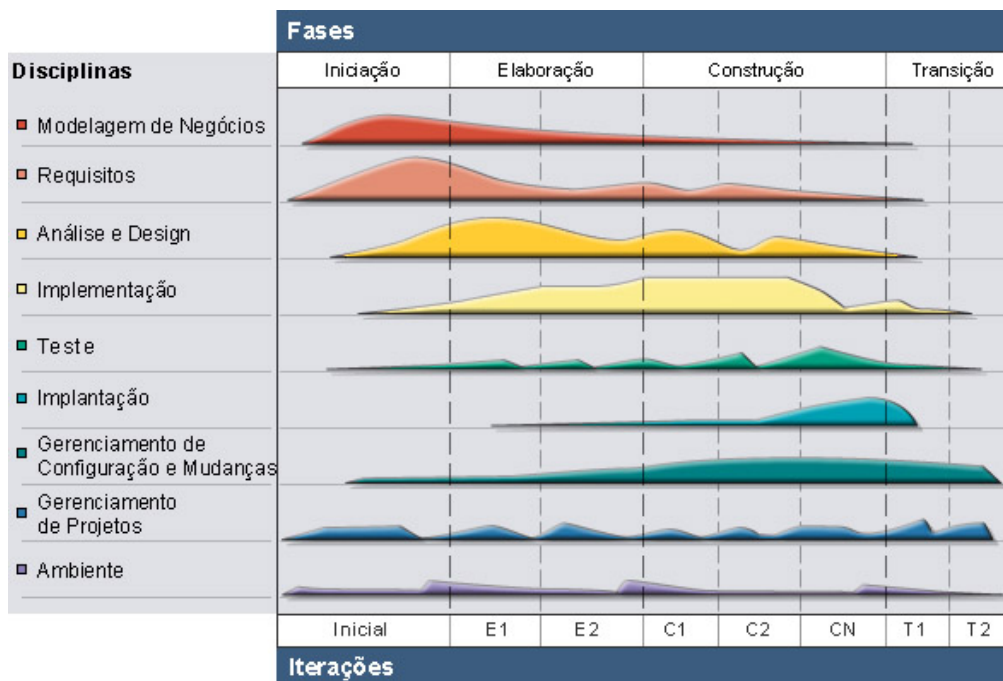 Fases
Disciplinas
Iniciação Elaboração Construção Transição
Modelagem de Negócios
Requisitos
Análise e Design
Implementação
Teste
Implantação
Gerenciamento de
Configuração e Mudanças
Gerenciamento
de Projetos
Ambiente
Inicial E1 E2 C1 C2 CN T1 T2
Iterações